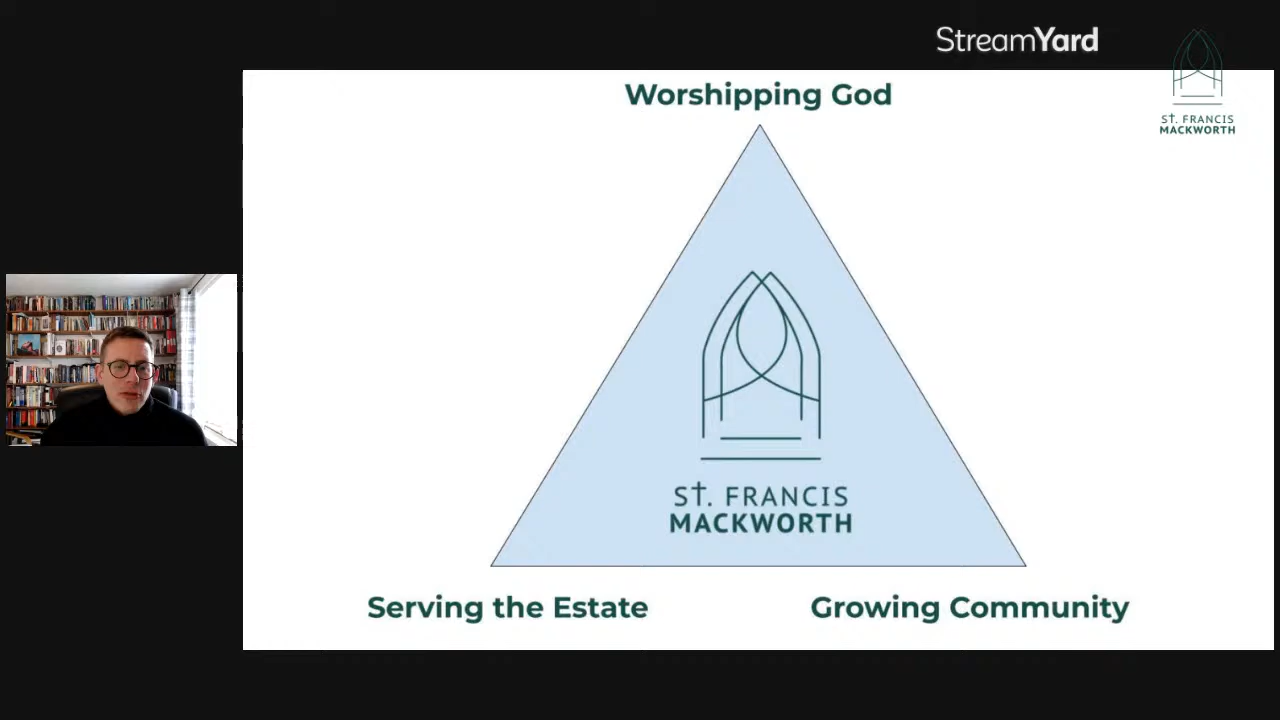 StreamYard
ST. FRANCIS
MACKWORTH
Worshipping God
ST. FRANCIS
MACKWORTH
Serving the Estate
Growing Community